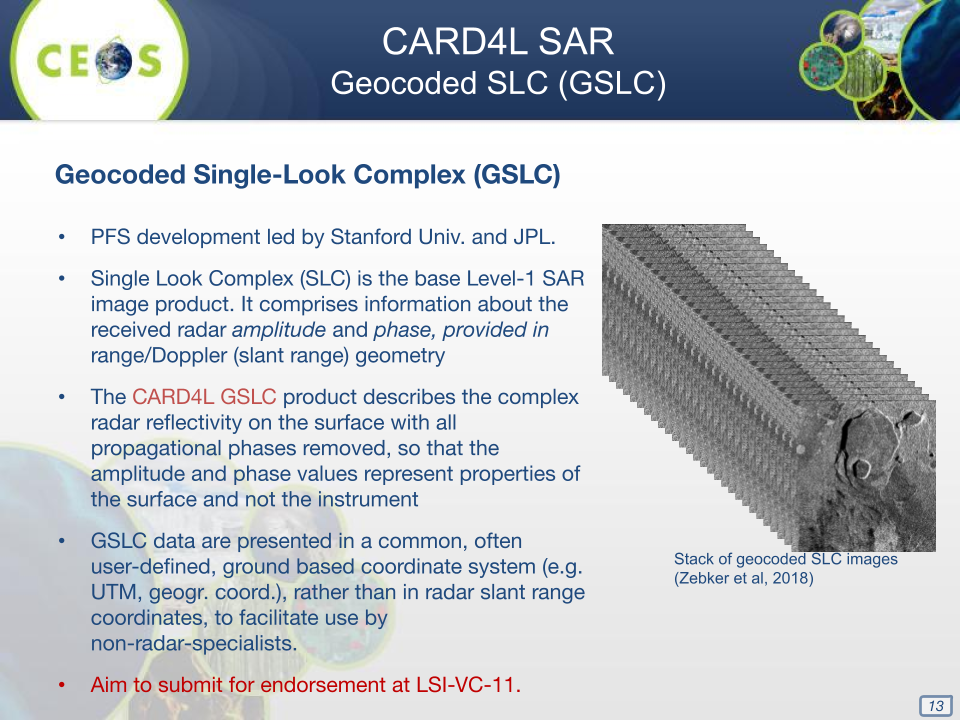 CEOS
CARD4L SAR
Geocoded SLC (GSLC)
Geocoded Single-Look Complex (GSLC)
• PFS development led by Stanford Univ. and JPL.
• Single Look Complex (SLC) is the base Level-1 SAR
image product. It comprises information about the
received radar amplitude and phase, provided in
range/Doppler (slant range) geometry
• The CARD4L GSLC product describes the complex
radar reflectivity on the surface with all
propagational phases removed, so that the
amplitude and phase values represent properties of
the surface and not the instrument
• GSLC data are presented in a common, often
user-defined, ground based coordinate system (e.g.
UTM, geogr. coord.), rather than in radar slant range
coordinates, to facilitate use by
non-radar-specialists.
• Aim to submit for endorsement at LSI-VC-11.
Stack of geocoded SLC images
(Zebker et al, 2018)
13